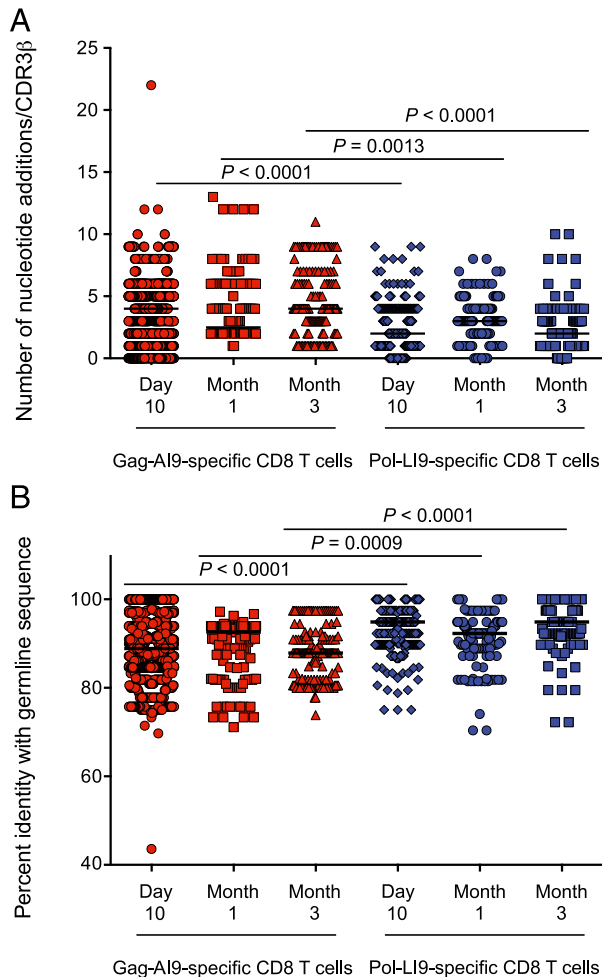 A
Number of nucleotide additions/CDR3β
25
20
15
10
5
0
P < 0.0001
P = 0.0013
P < 0.0001
Day 10
Month 1
Month 3
Day 10
Month 1
Month 3
Gag-AI9-specific CD8 T cells
Pol-LI9-specific CD8 T cells
B
Percent identity with germline sequence
100
80
60
40
P < 0.0001
P = 0.0009
P < 0.0001
Day 10
Month 1
Month 3
Day 10
Month 1
Month 3
Gag-AI9-specific CD8 T cells
Pol-LI9-specific CD8 T cells